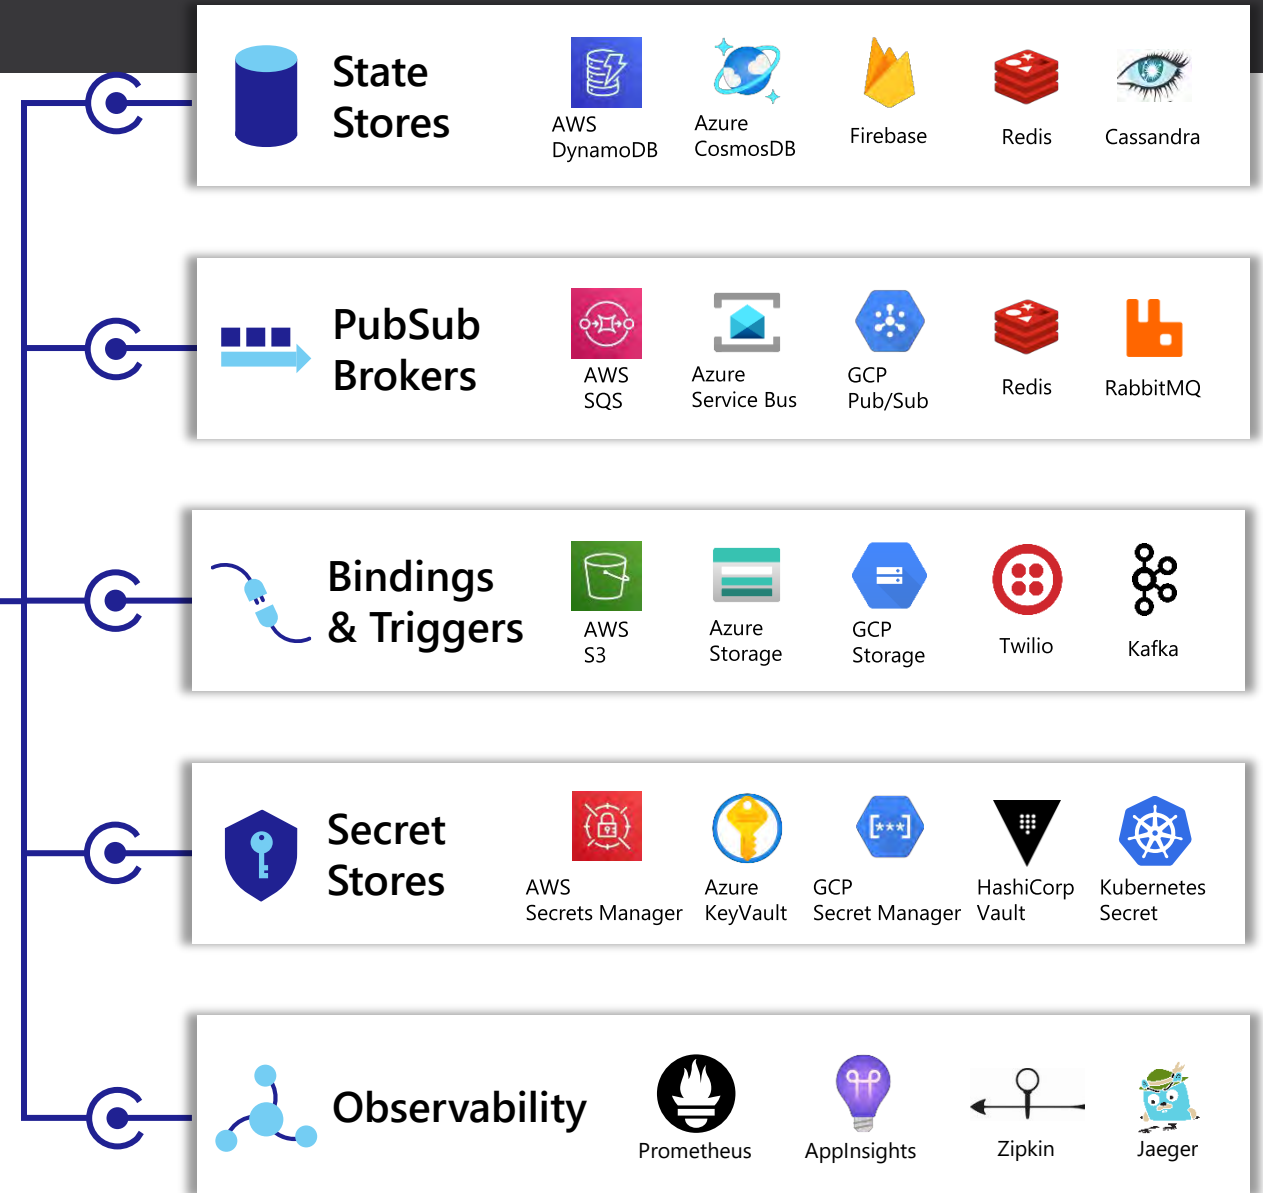 State
Stores
AWS
DynamoDB
Azure
CosmosDB
Firebase
Redis
Cassandra
PubSub
Brokers
AWS
SQS
Azure
Service Bus
GCP
Pub/Sub
Redis
RabbitMQ
Bindings
& Triggers
AWS
S3
Azure
Storage
GCP
Storage
Twilio
Kafka
Secret
Stores
AWS
Secrets Manager
Azure
KeyVault
GCP
Secret Manager
[***]
HashiCorp
Vault
Kubernetes
Secret
Observability
Prometheus
AppInsights
Zipkin
Jaeger